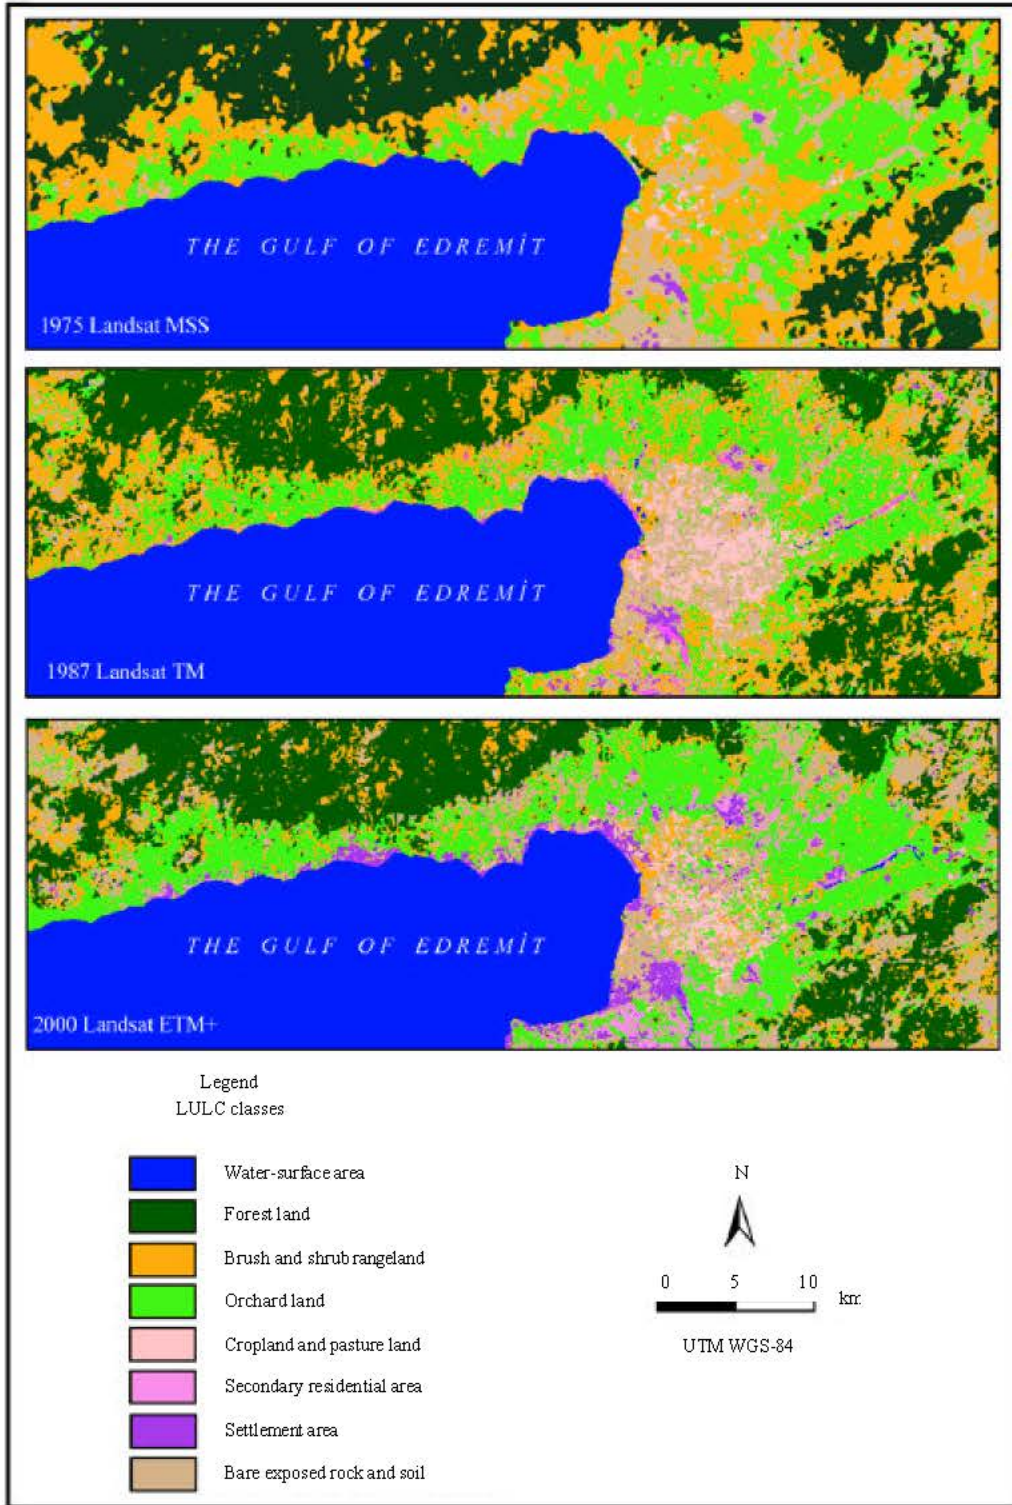 THE GULF OF EDREMİT
1975 Landsat MSS
THE GULF OF EDREMİT
1987 Landsat TM
THE GULF OF EDREMİT
2000 Landsat ETM+
Legend
LULC classes
Water-surface area
Forest land
Brush and shrub rangeland
Orchard land
Cropland and pasture land
Secondary residential area
Settlement area
Bare exposed rock and soil
N
0 5 10
km
UTM WGS-84